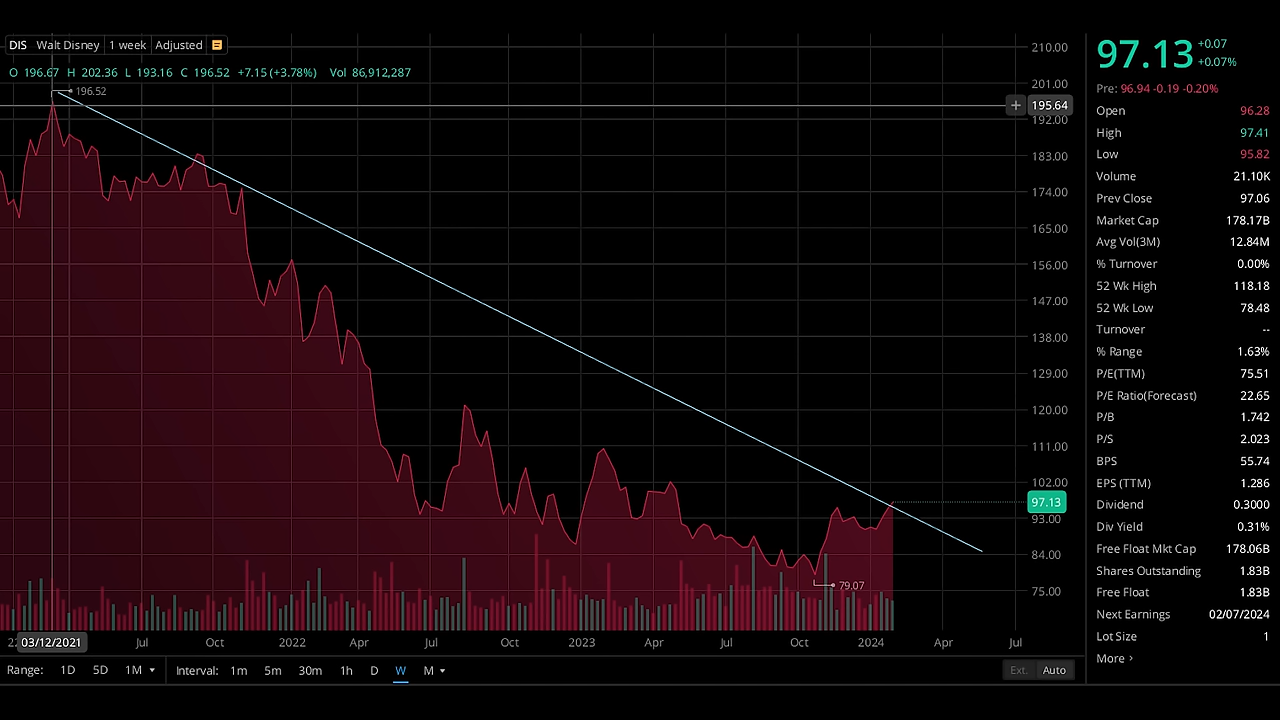 DIS Walt Disney 1 week Adjusted
O 196.67 H 202.36 L 193.16 C 196.52 +7.15 (+3.78%) Vol 86,912,287
196.52
210.00
201.00
195.64
192.00
183.00
174.00
165.00
156.00
147.00
138.00
129.00
120.00
111.00
102.00
97.13
93.00
84.00
79.07
75.00
03/12/2021 Jul Oct 2022 Apr Jul Oct 2023 Apr Jul Oct 2024 Apr Jul
Range: 1D 5D 1M Interval: 1m 5m 30m 1h D W M Ext. Auto
97.13 +0.07
+0.07%
Pre: 96.94 -0.19 -0.20%
Open 96.28
High 97.41
Low 95.82
Volume 21.10K
Prev Close 97.06
Market Cap 178.17B
Avg Vol(3M) 12.84M
% Turnover 0.00%
52 Wk High 118.18
52 Wk Low 78.48
Turnover --
% Range 1.63%
P/E(TTM) 75.51
P/E Ratio(Forecast) 22.65
P/B 1.742
P/S 2.023
BPS 55.74
EPS (TTM) 1.286
Dividend 0.3000
Div Yield 0.31%
Free Float Mkt Cap 178.06B
Shares Outstanding 1.83B
Free Float 1.83B
Next Earnings 02/07/2024
Lot Size 1
More ›